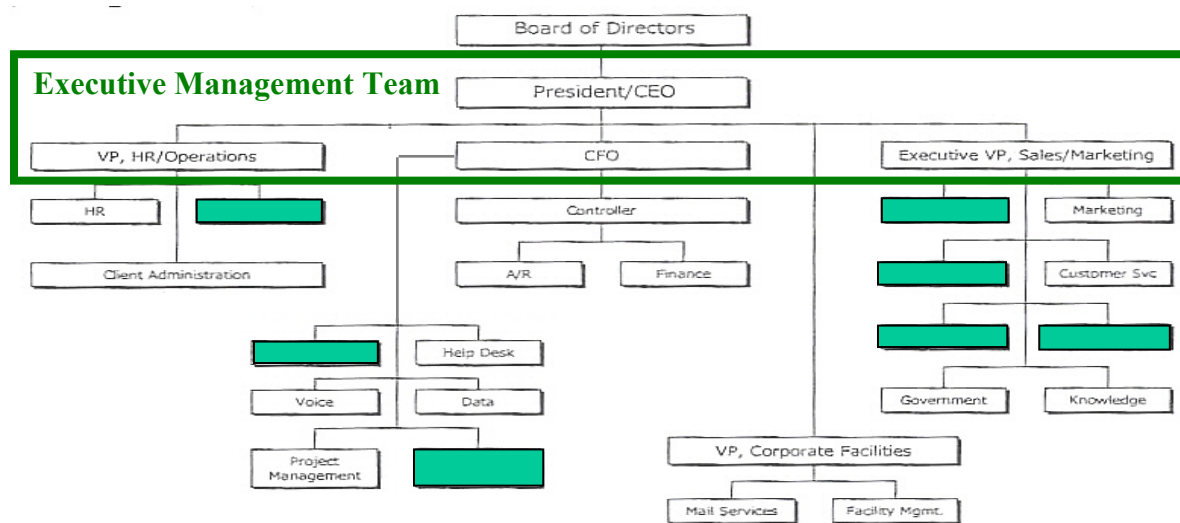 Board of Directors
Executive Management Team
President/CEO
VP, HR/Operations
CFO
Executive VP, Sales/Marketing
HR
Controller
Marketing
Client Administration
A/R
Finance
Customer Svc
Help Desk
Voice
Data
Government
Knowledge
Project
Management
VP, Corporate Facilities
Mail Services
Facility Mgmt.